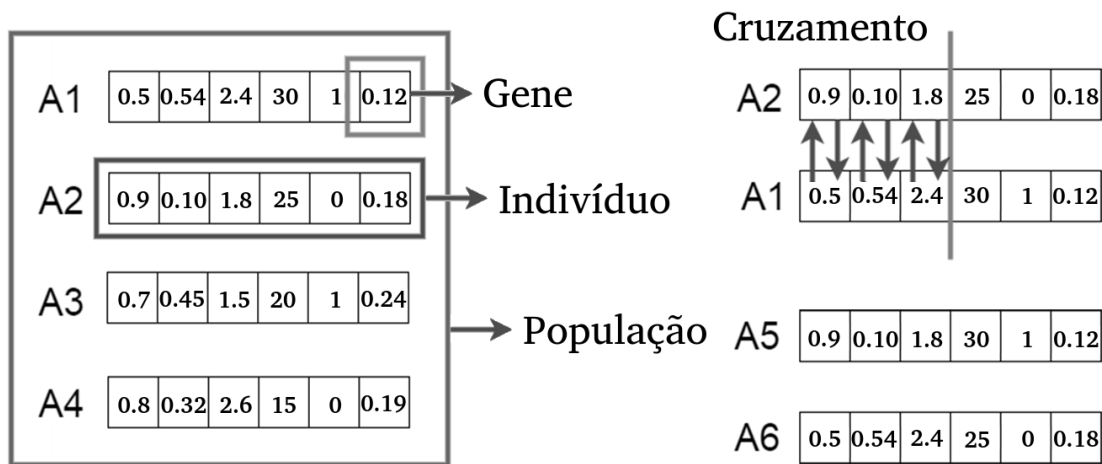 A1 0.5 0.54 2.4 30 1 0.12
Gene
A2 0.9 0.10 1.8 25 0 0.18
Indivíduo
A3 0.7 0.45 1.5 20 1 0.24
População
A4 0.8 0.32 2.6 15 0 0.19
Cruzamento
A2 0.9 0.10 1.8 25 0 0.18
A1 0.5 0.54 2.4 30 1 0.12
A5 0.9 0.10 1.8 30 1 0.12
A6 0.5 0.54 2.4 25 0 0.18